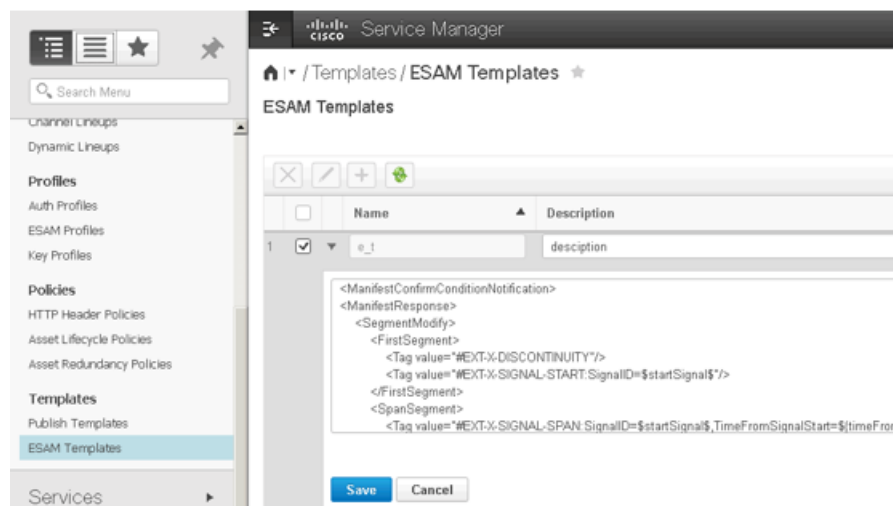 cisco Service Manager
/ Templates / ESAM Templates
ESAM Templates
Search Menu
Channel Lineups
Dynamic Lineups
Profiles
Auth Profiles
ESAM Profiles
Key Profiles
Policies
HTTP Header Policies
Asset Lifecycle Policies
Asset Redundancy Policies
Templates
Publish Templates
ESAM Templates
Services
Name Description
1 e_t desciption
<ManifestConfirmConditionNotification>
<ManifestResponse>
<SegmentModify>
<FirstSegment>
<Tag value="#EXT-X-DISCONTINUITY"/>
<Tag value="#EXT-X-SIGNAL-START:SignalID=$startSignal$"/>
</FirstSegment>
<SpanSegment>
<Tag value="#EXT-X-SIGNAL-SPAN:SignalID=$startSignal$,TimeFromSignalStart=${timeFro
Save Cancel